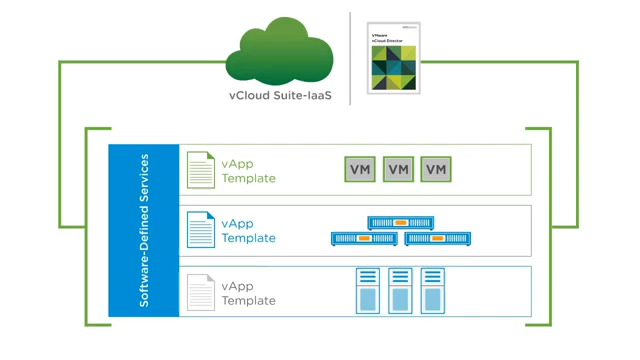 vCloud Suite-IaaS
VMware
vCloud Director
Software-Defined Services
vApp
Template
VM VM VM
vApp
Template
vApp
Template